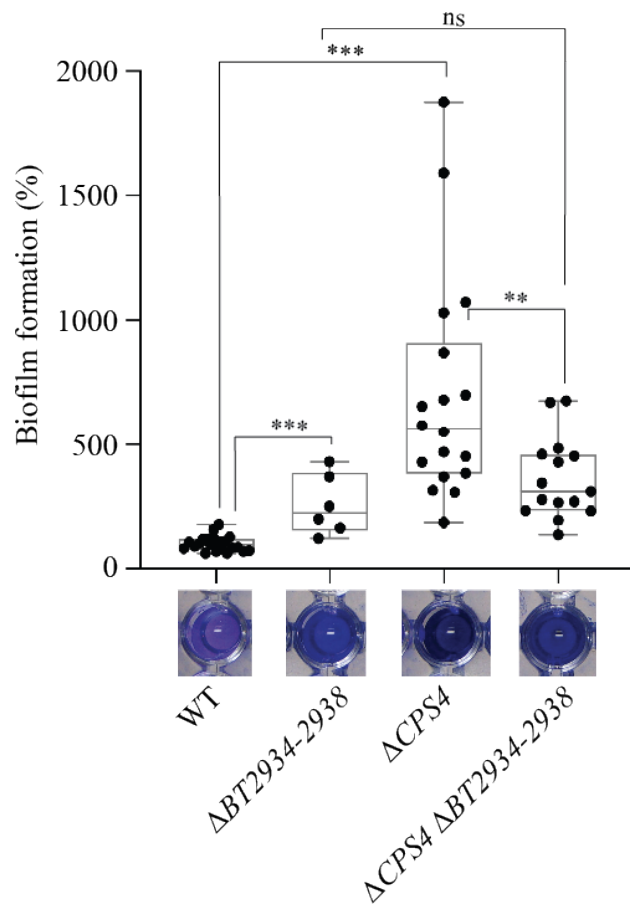 ns
***
2000
1500
**
1000
***
500
0
Biofilm formation (%)
WT
ΔBT2934-2938
ΔCPS4
ΔCPS4 ΔBT2934-2938